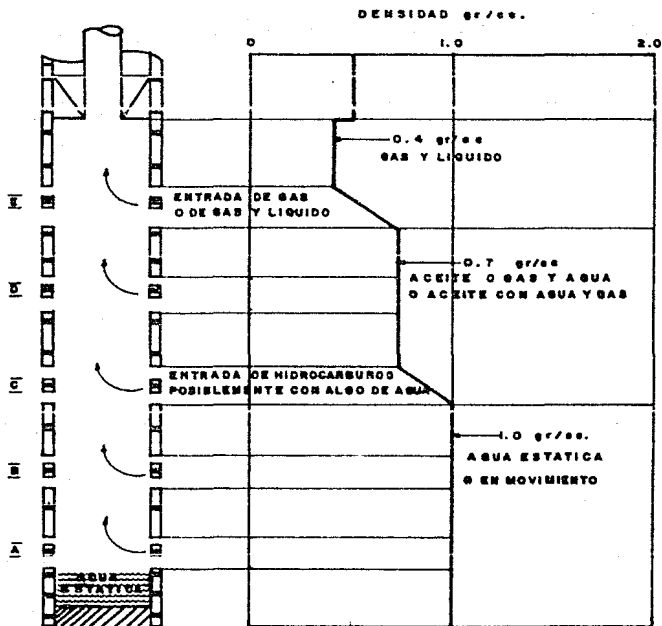 DENSIDAD gr/cc.
0
1.0
2.0
0.4 gr/cc
GAS Y LIQUIDO
E
ENTRADA DE GAS
O DE GAS Y LIQUIDO
0.7 gr/cc
ACEITE O GAS Y AGUA
O ACEITE CON AGUA Y GAS
D
ENTRADA DE HIDROCARBUROS
POSIBLEMENTE CON ALGO DE AGUA
C
1.0 gr/cc.
AGUA ESTATICA
O EN MOVIMIENTO
B
A
AGUA
ESTATICA